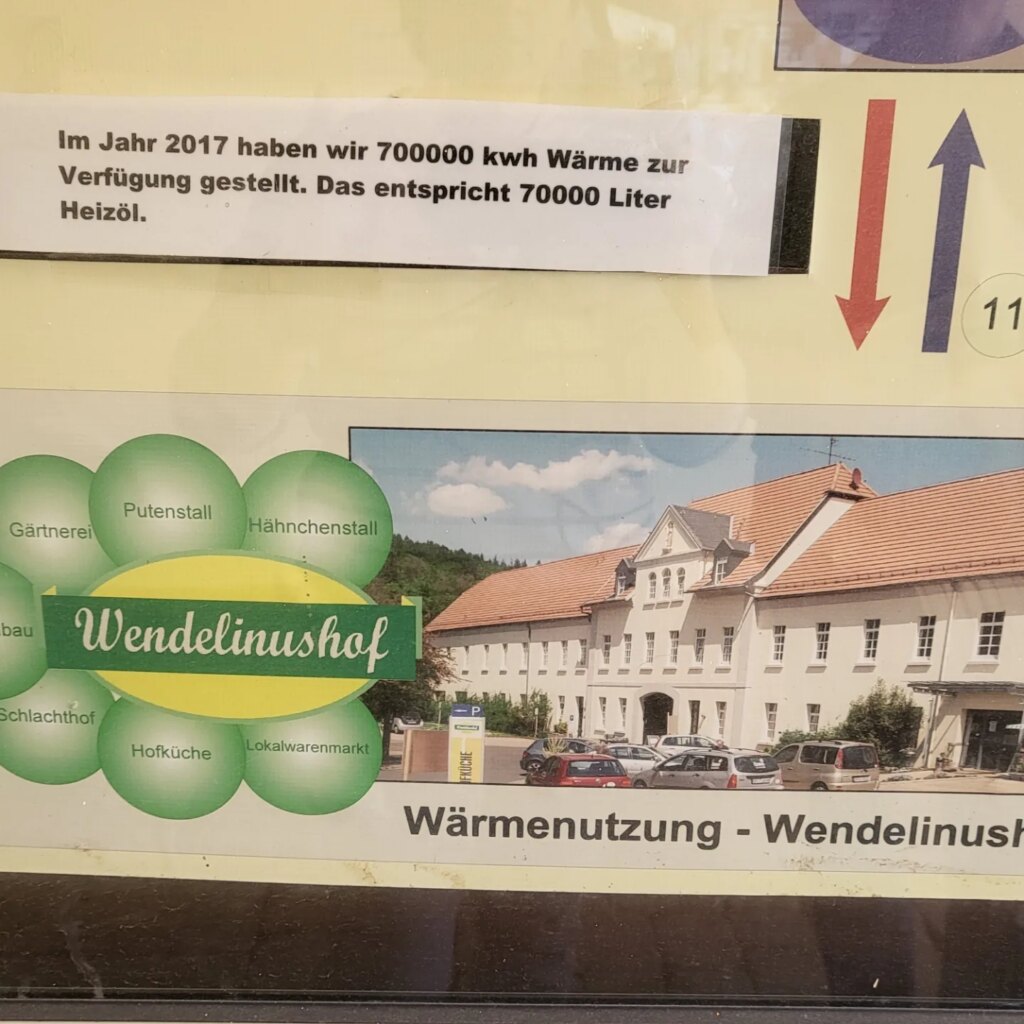 Im Jahr 2017 haben wir 700000 kwh Wärme zur
Verfügung gestellt. Das entspricht 70000 Liter
Heizöl.
11
Gärtnerei
Putenstall
Hähnchenstall
bau
Wendelinushof
Schlachthof
Hofküche
Lokalwarenmarkt
P
Wärmenutzung - Wendelinush